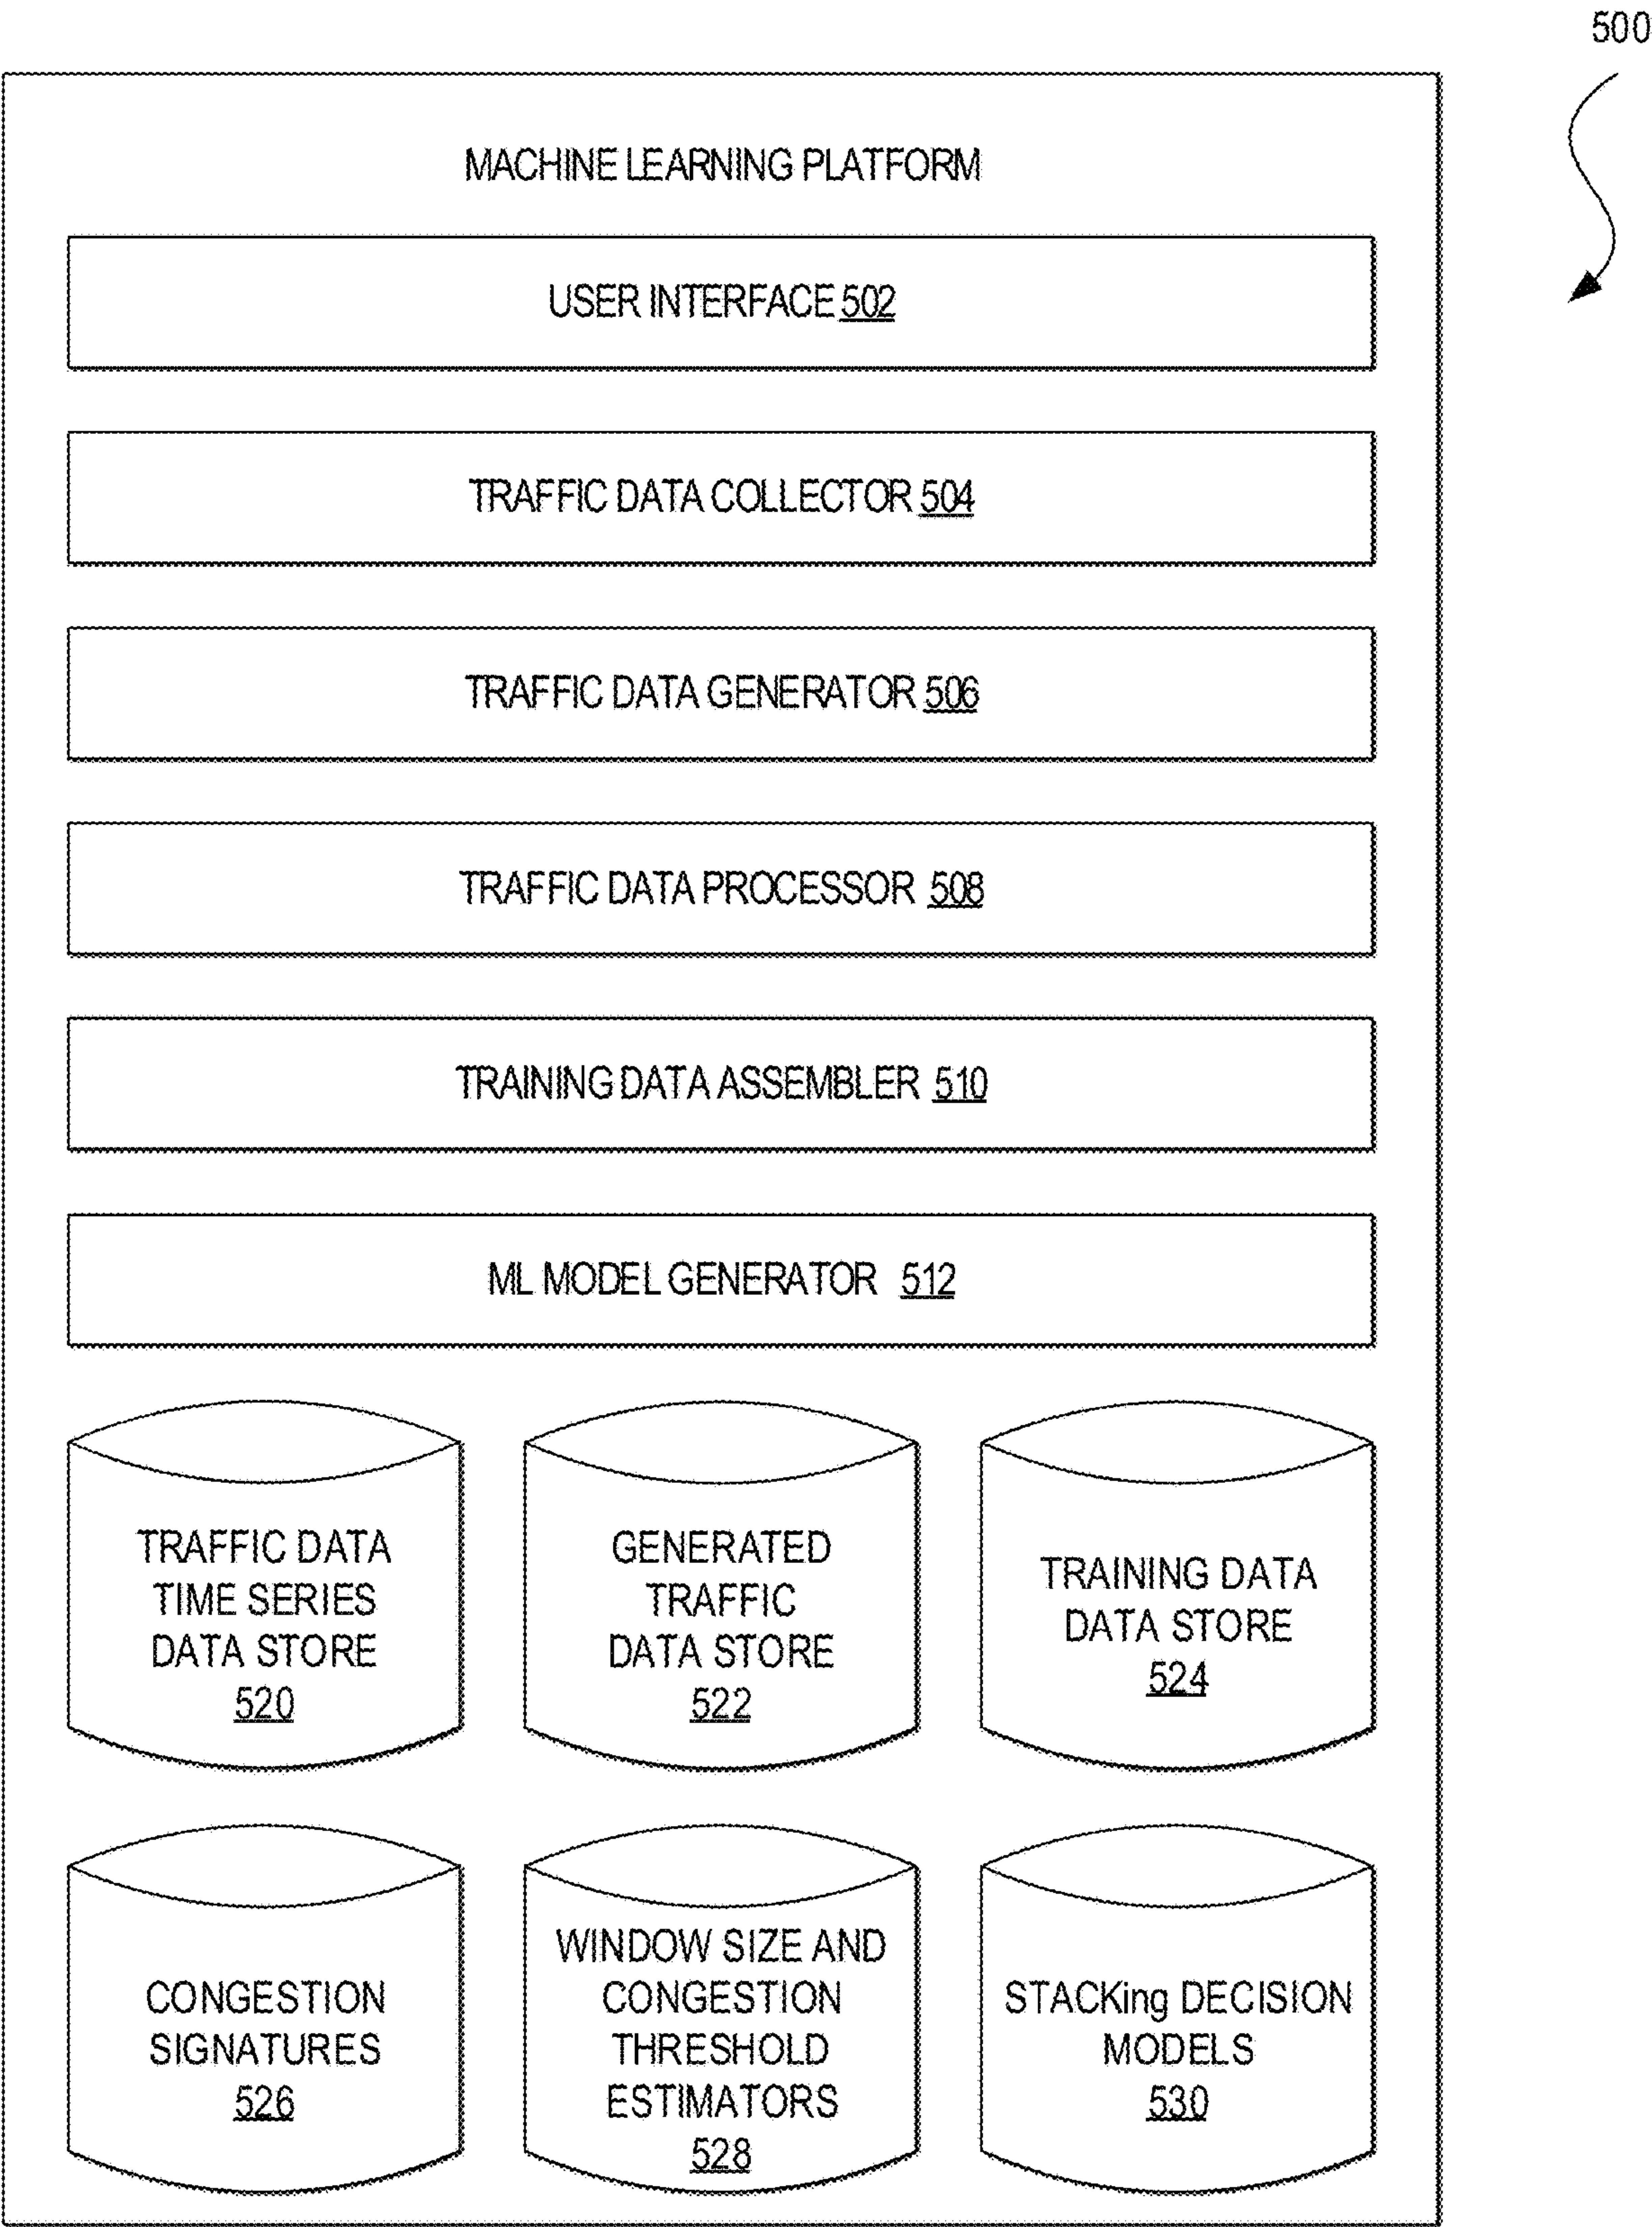 500
MACHINE LEARNING PLATFORM
USER INTERFACE 502
TRAFFIC DATA COLLECTOR 504
TRAFFIC DATA GENERATOR 506
TRAFFIC DATA PROCESSOR 508
TRAINING DATA ASSEMBLER 510
ML MODEL GENERATOR 512
TRAFFIC DATA
TIME SERIES
DATA STORE
520
GENERATED
TRAFFIC
DATA STORE
522
TRAINING DATA
DATA STORE
524
CONGESTION
SIGNATURES
526
WINDOW SIZE AND
CONGESTION
THRESHOLD
ESTIMATORS
528
STACKing DECISION
MODELS
530